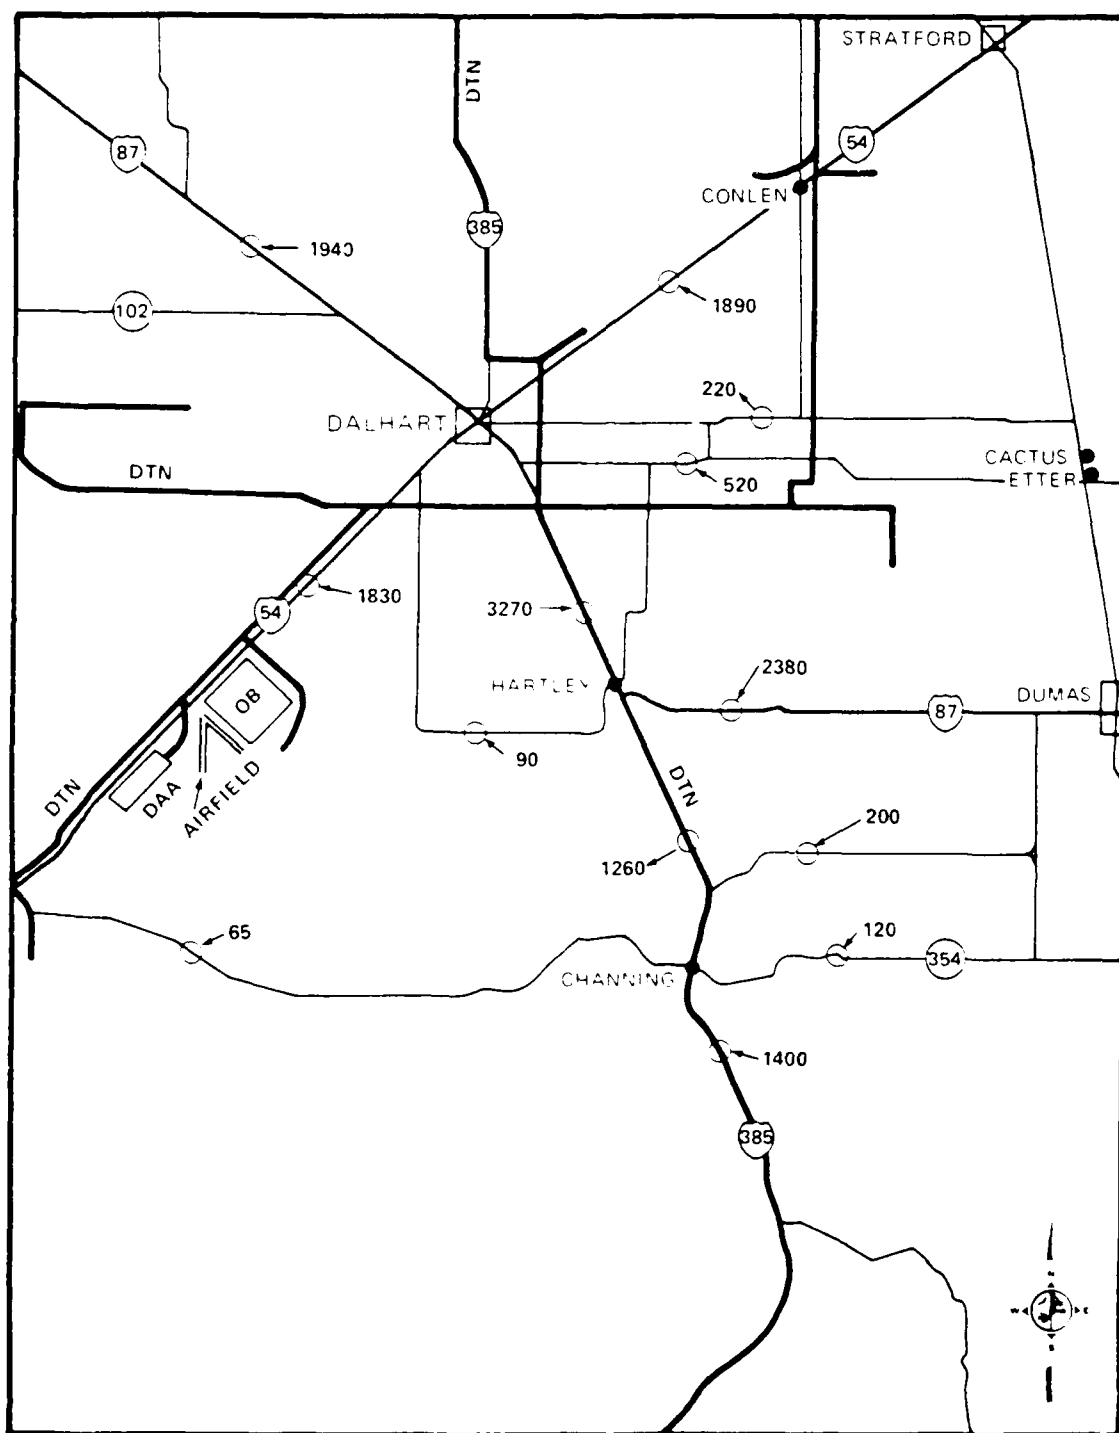 STRATFORD
DTN
87
54
CONLEN
385
1940
1890
102
220
DALHART
DTN
CACTUS
520
ETTER
1830
54
3270
HARTLEY
2380
DUMAS
OB
87
90
DTN
DAA
AIRFIELD
DTN
200
1260
65
120
354
CHANNING
1400
385
N
W
E
S